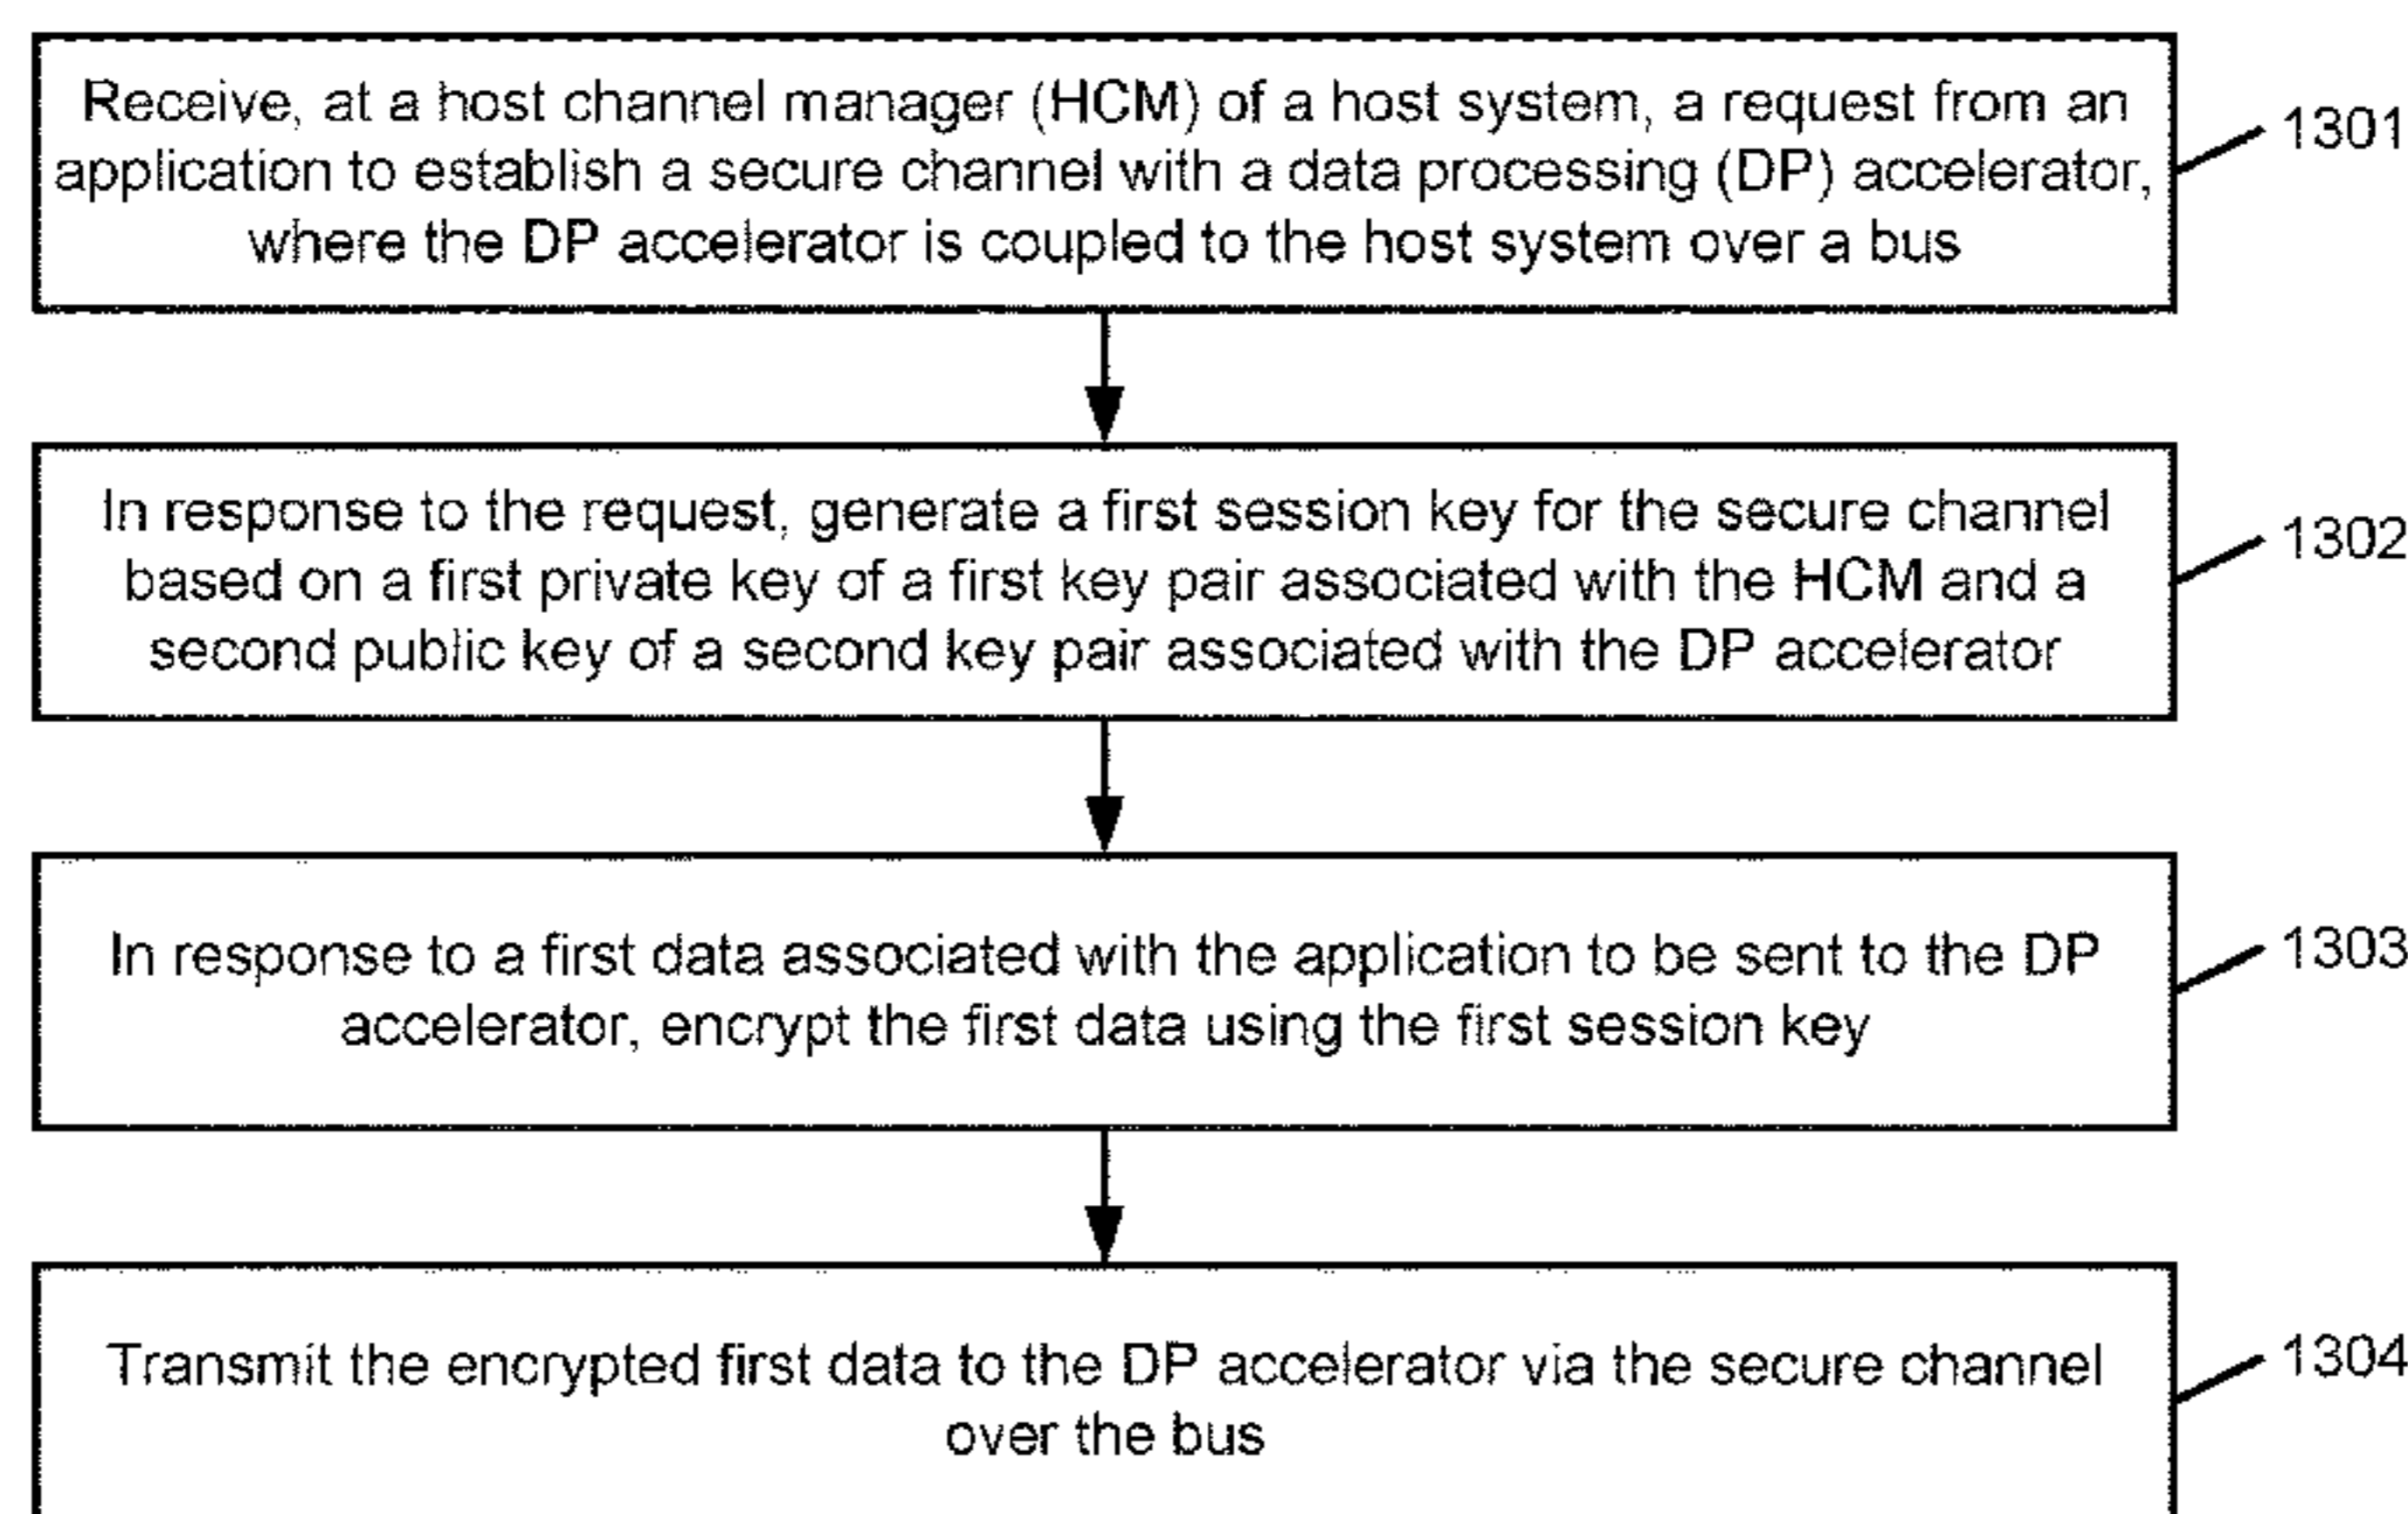 Receive, at a host channel manager (HCM) of a host system, a request from an
application to establish a secure channel with a data processing (DP) accelerator,
where the DP accelerator is coupled to the host system over a bus
1301
In response to the request, generate a first session key for the secure channel
based on a first private key of a first key pair associated with the HCM and a
second public key of a second key pair associated with the DP accelerator
1302
In response to a first data associated with the application to be sent to the DP
accelerator, encrypt the first data using the first session key
1303
Transmit the encrypted first data to the DP accelerator via the secure channel
over the bus
1304